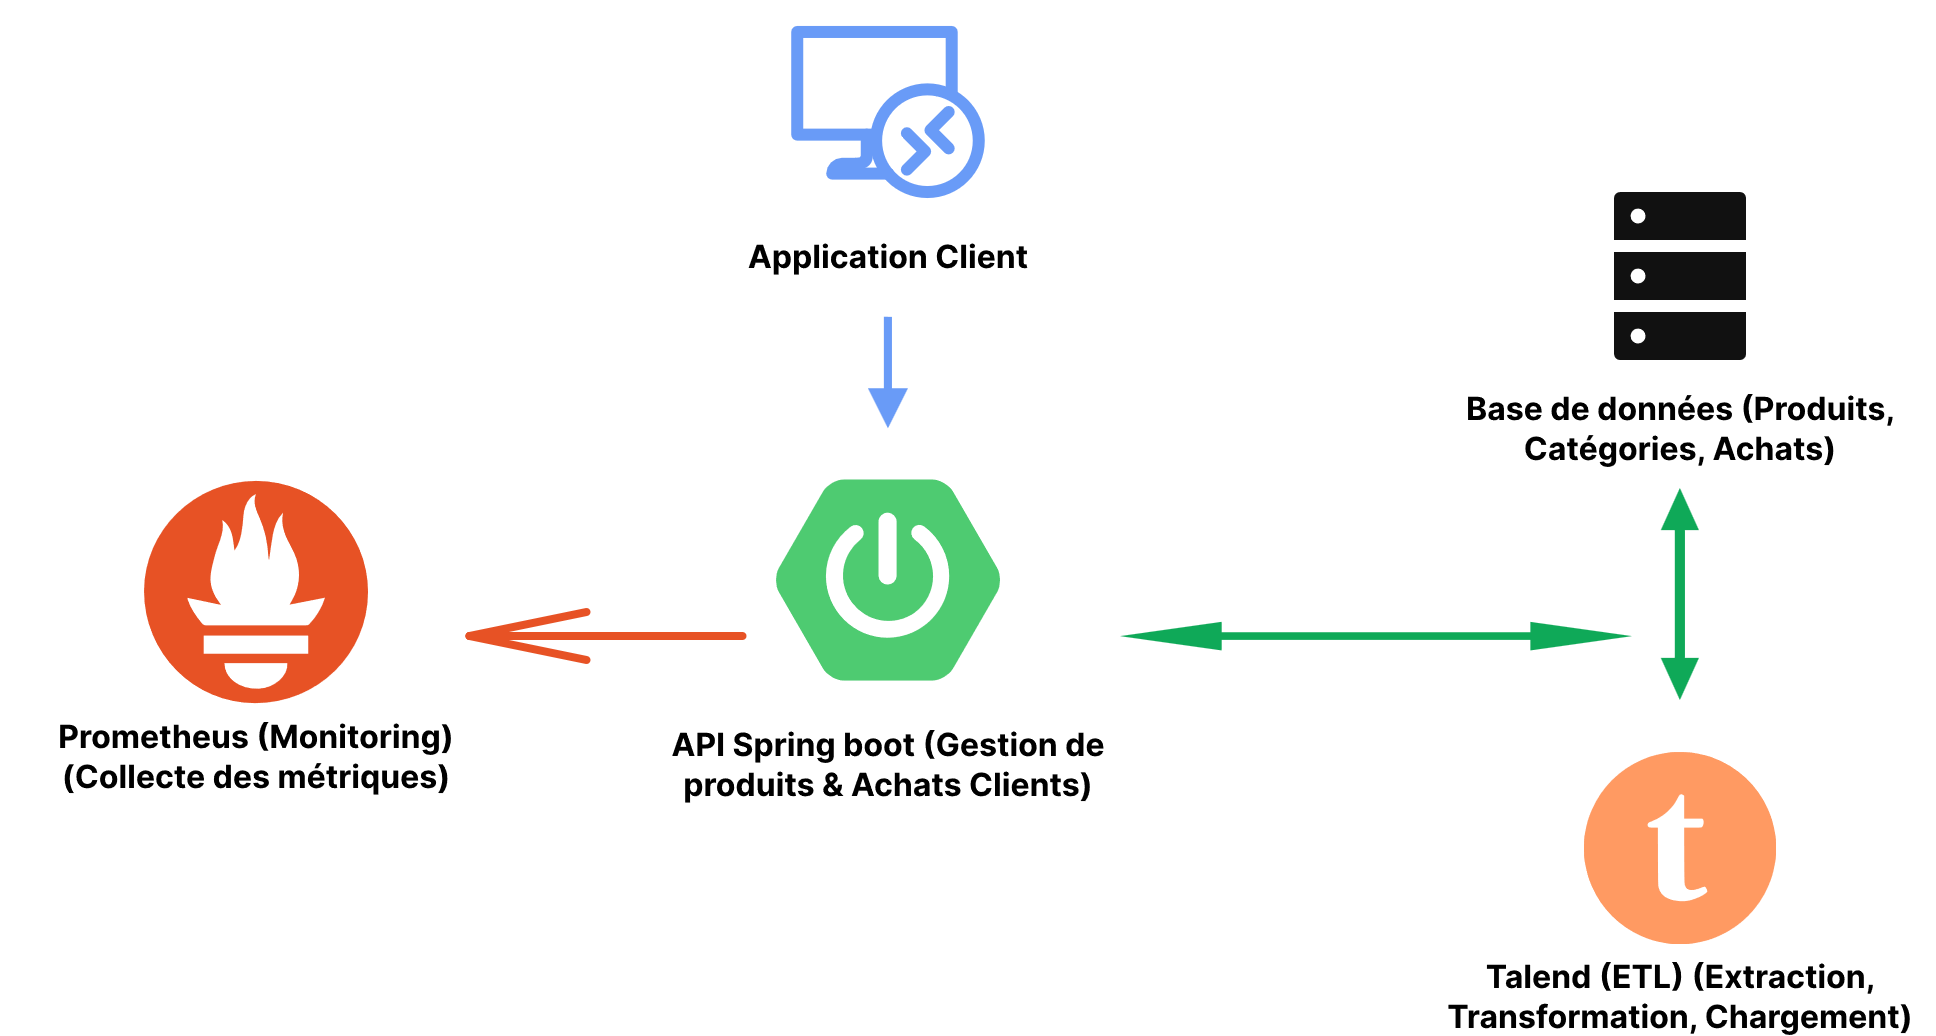 Application Client
Base de données (Produits,
Catégories, Achats)
Prometheus (Monitoring)
(Collecte des métriques)
API Spring boot (Gestion de
produits & Achats Clients)
t
Talend (ETL) (Extraction,
Transformation, Chargement)